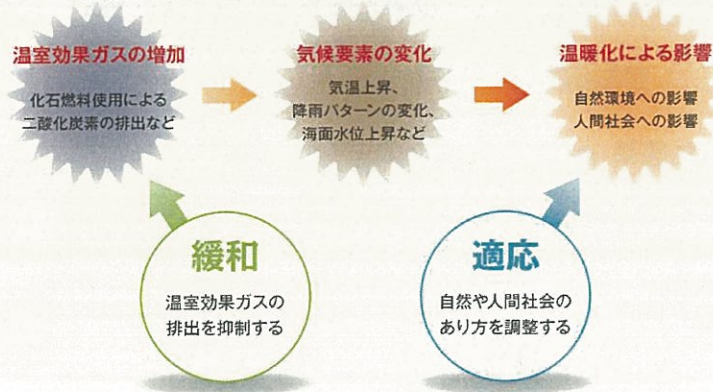 温室効果ガスの増加
化石燃料使用による
二酸化炭素の排出など
気候要素の変化
気温上昇、
降雨パターンの変化、
海面水位上昇など
温暖化による影響
自然環境への影響
人間社会への影響
緩和
温室効果ガスの
排出を抑制する
適応
自然や人間社会の
あり方を調整する